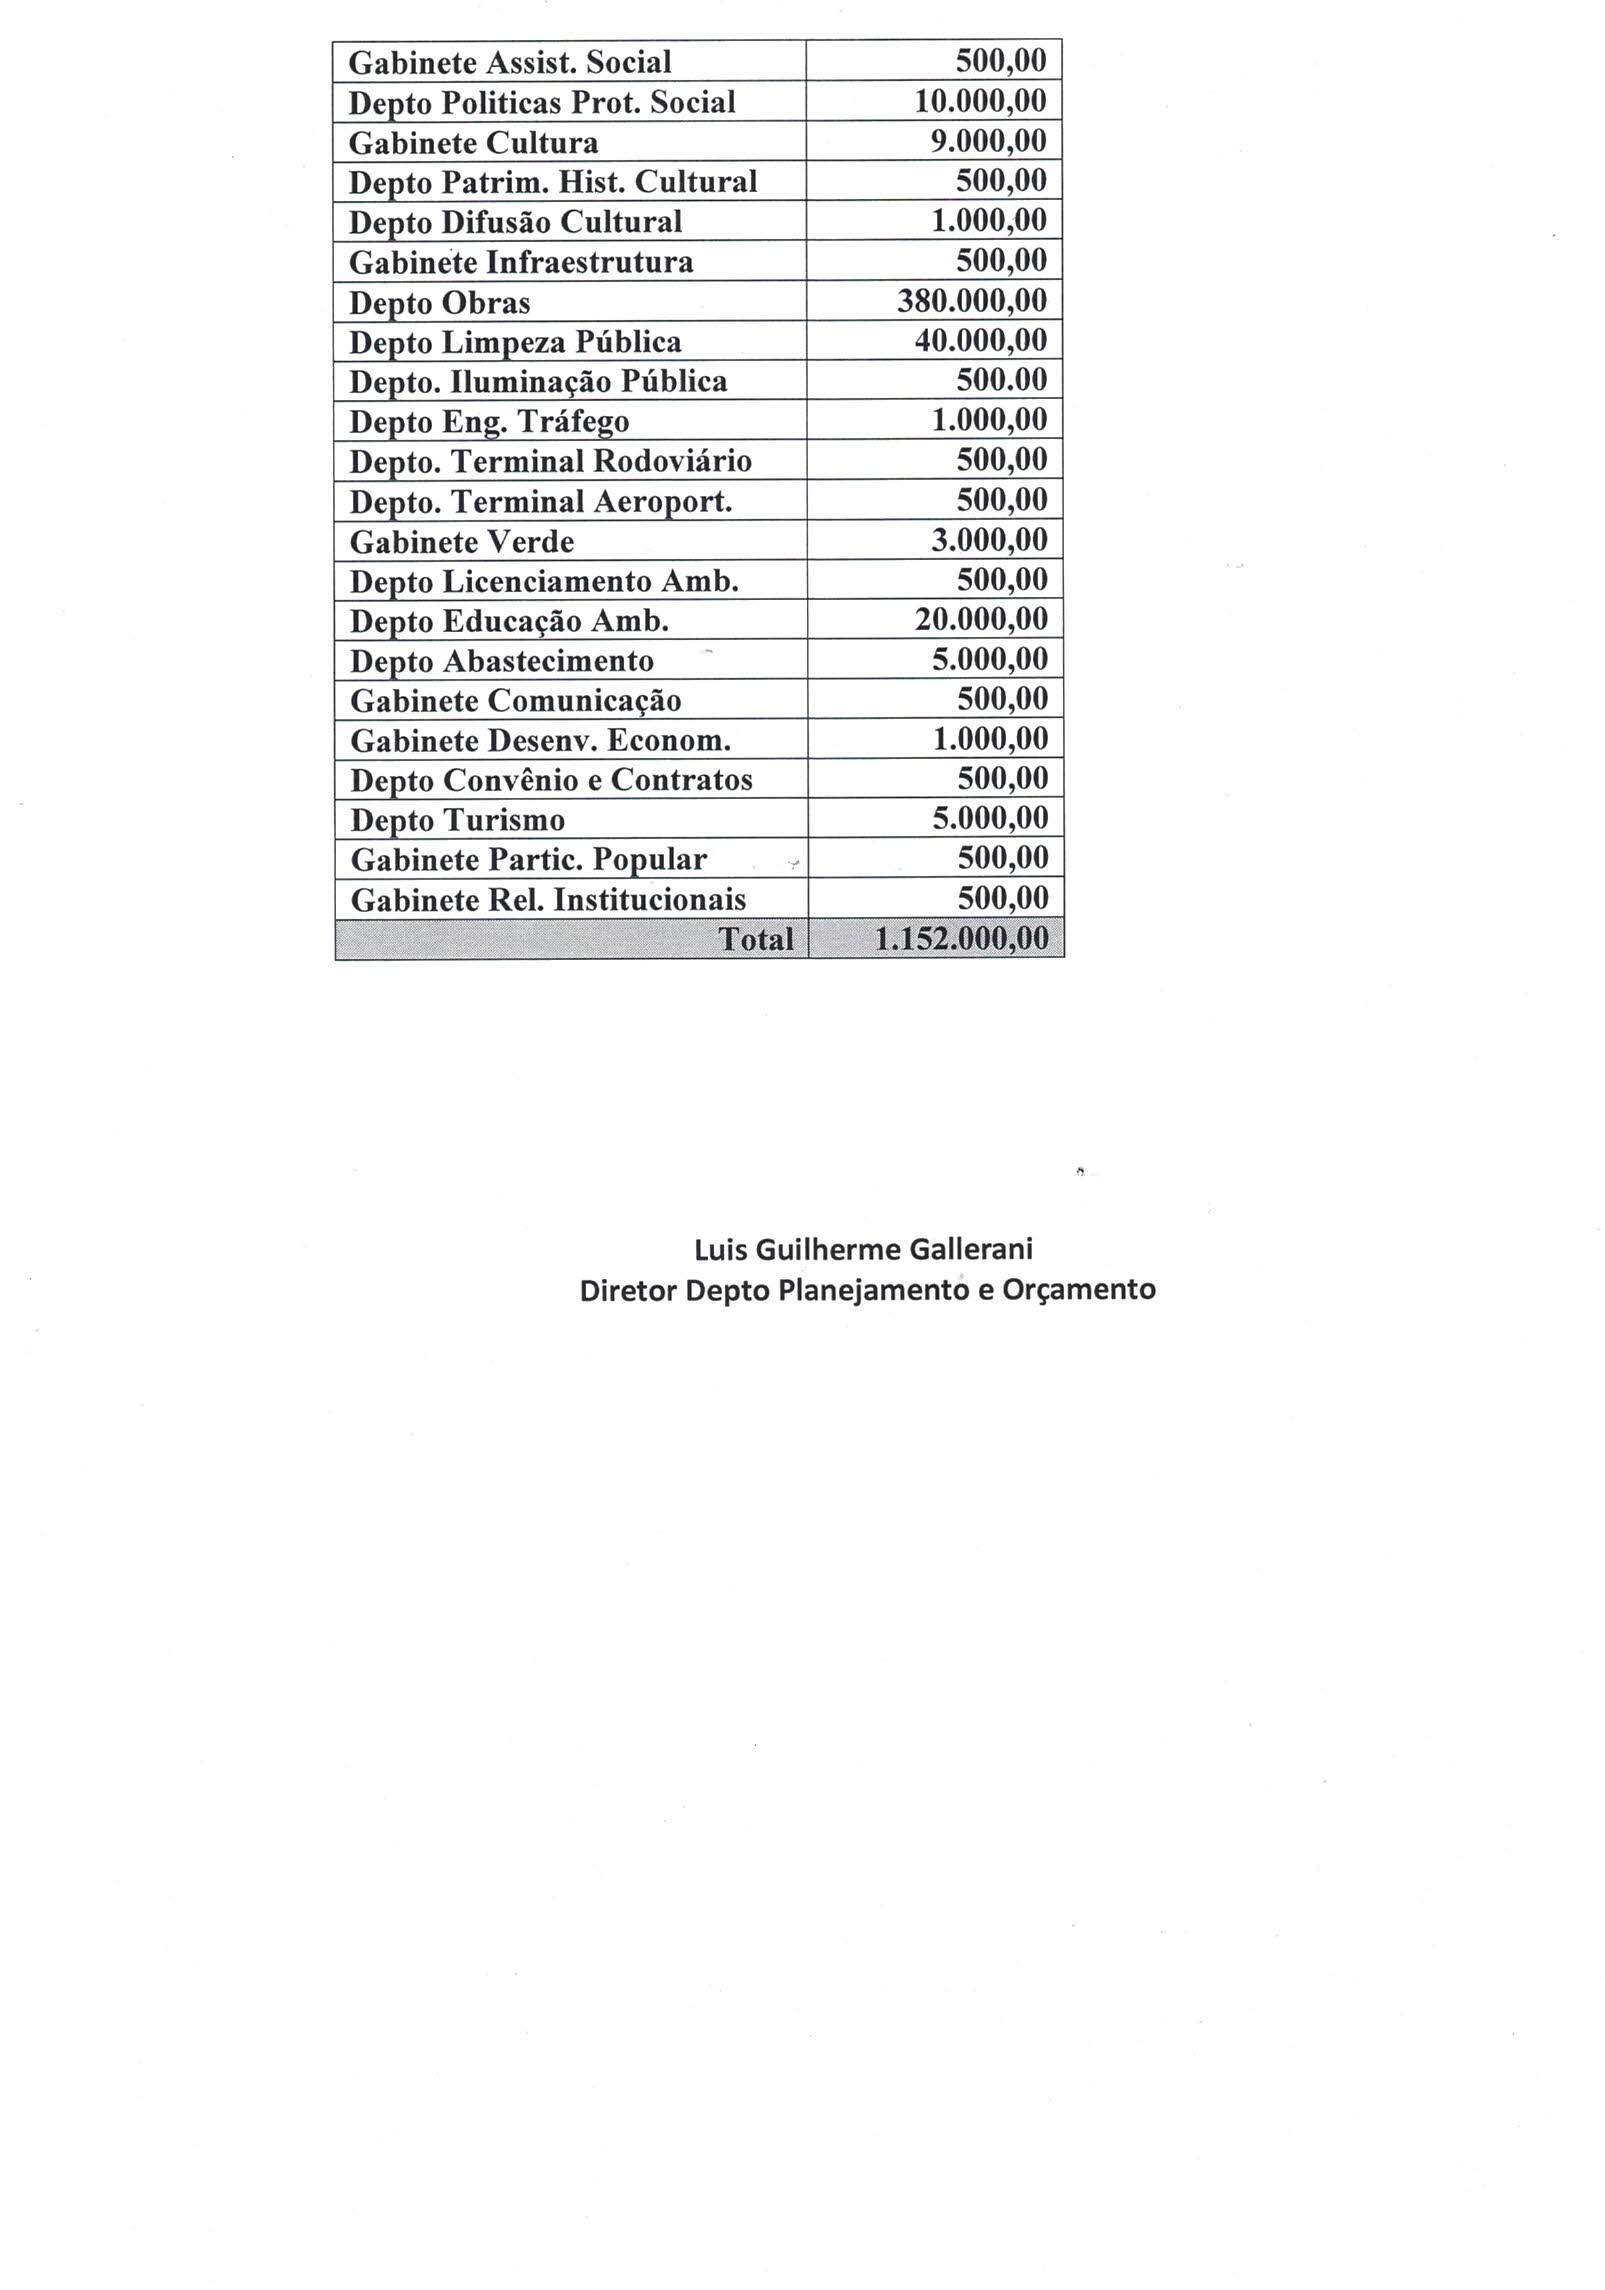 Gabinete Assist. Social 500,00
Depto Politicas Prot. Social 10.000,00
Gabinete Cultura 9.000,00
Depto Patrim. Hist. Cultural 500,00
Depto Difusão Cultural 1.000,00
Gabinete Infraestrutura 500,00
Depto Obras 380.000,00
Depto Limpeza Pública 40.000,00
Depto. Iluminação Pública 500.00
Depto Eng. Tráfego 1.000,00
Depto. Terminal Rodoviário 500,00
Depto. Terminal Aeroport. 500,00
Gabinete Verde 3.000,00
Depto Licenciamento Amb. 500,00
Depto Educação Amb. 20.000,00
Depto Abastecimento 5.000,00
Gabinete Comunicação 500,00
Gabinete Desenv. Econom. 1.000,00
Depto Convênio e Contratos 500,00
Depto Turismo 5.000,00
Gabinete Partic. Popular 500,00
Gabinete Rel. Institucionais 500,00
Total 1.152.000,00
Luis Guilherme Gallerani
Diretor Depto Planejamento e Orçamento